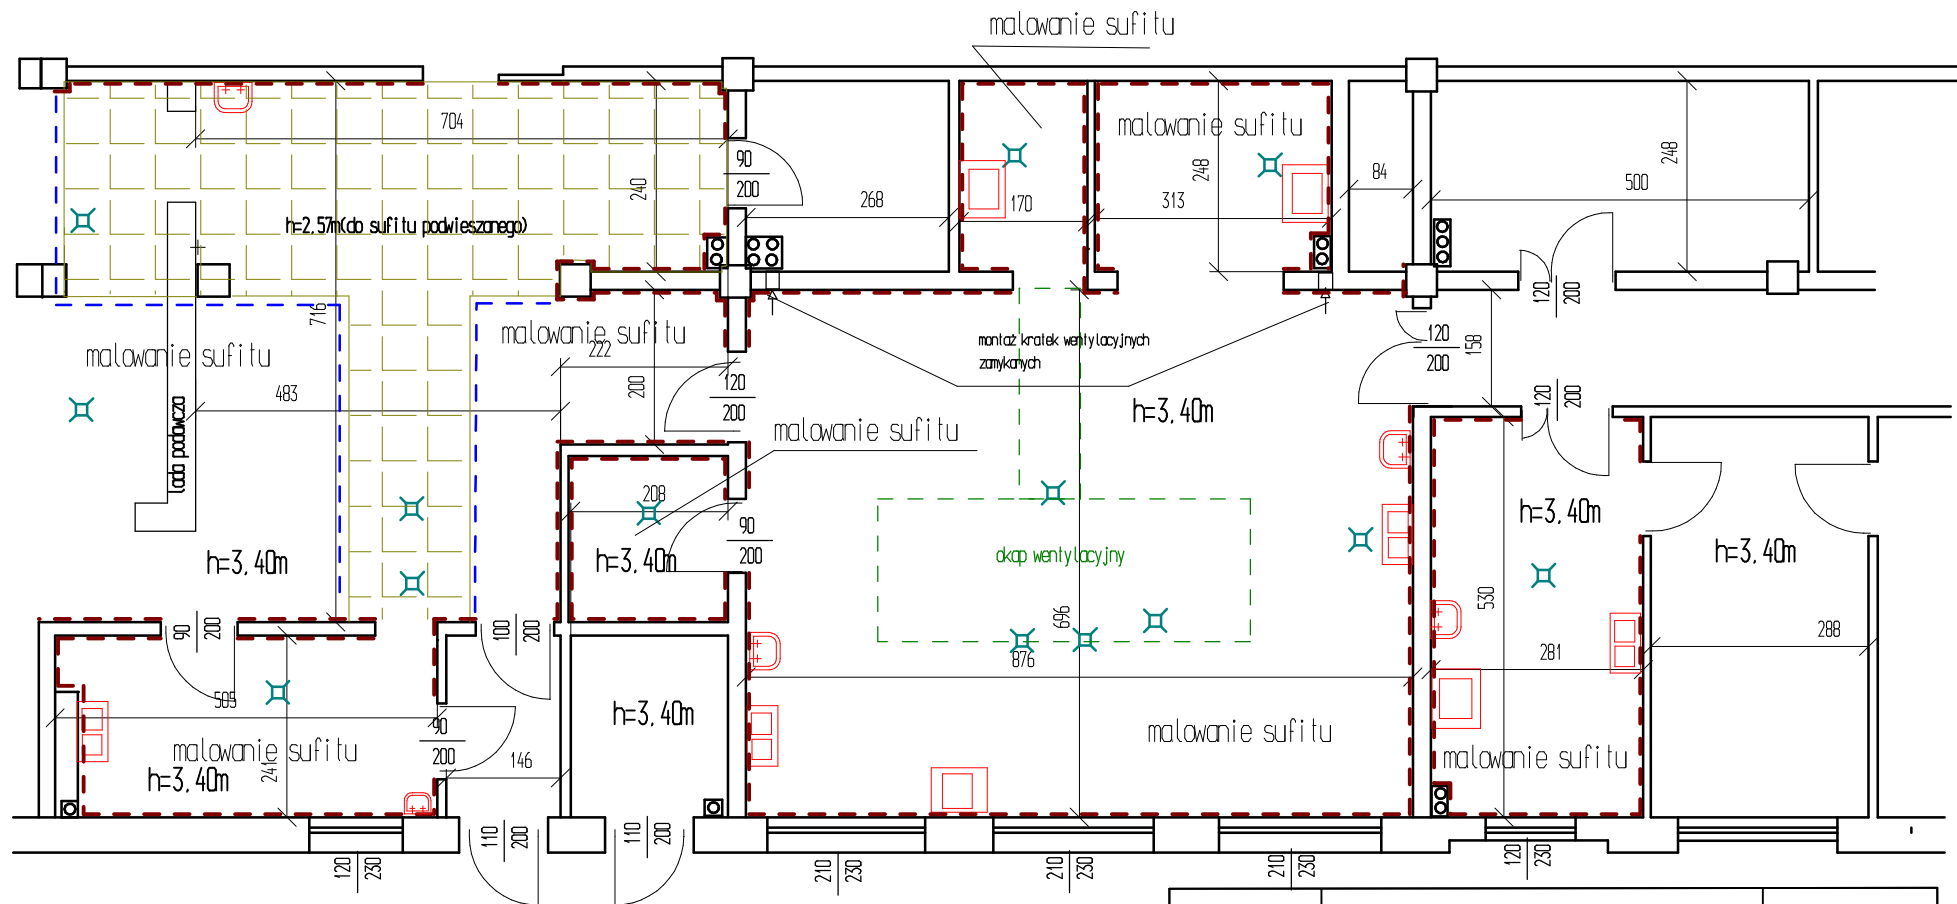 malowanie sufitu
704
90
200
240
h=2,57m(do sufitu podwieszanego)
268
170
malowanie sufitu
248
313
84
500
248
716
malowanie sufitu
malowanie sufitu
222
200
120
200
483
lada podawcza
montaż kratek wentylacyjnych
zamykanych
h=3,40m
120
200
158
120
200
120
200
malowanie sufitu
208
90
200
h=3,40m
h=3,40m
okap wentylacyjny
696
876
h=3,40m
530
281
h=3,40m
288
90
200
100
200
505
malowanie sufitu
h=3,40m
241
90
200
146
h=3,40m
malowanie sufitu
malowanie sufitu
110
200
110
200
120
230
210
230
210
230
210
230
120
230